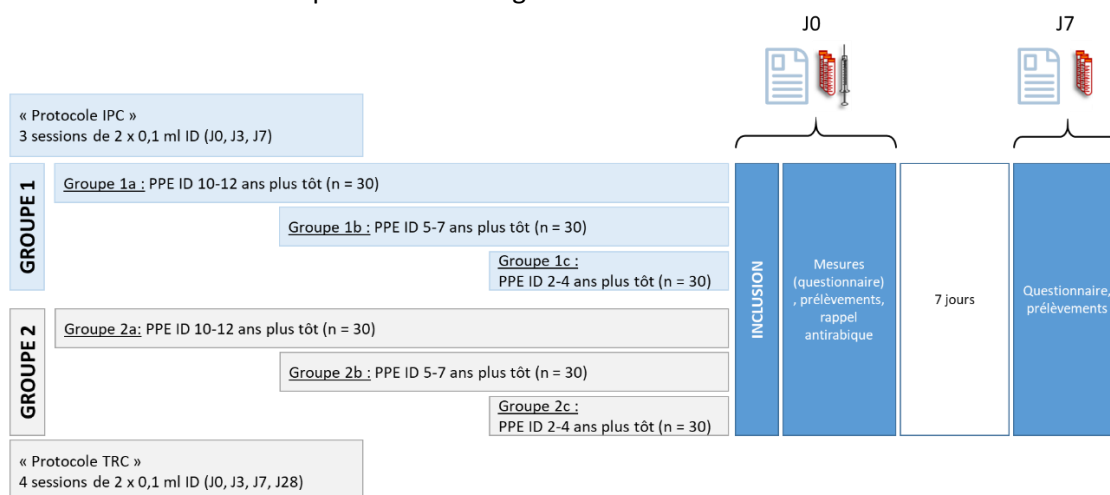 J0
J7
« Protocole IPC »
3 sessions de 2 x 0,1 ml ID (J0, J3, J7)
GROUPE 1
Groupe 1a : PPE ID 10-12 ans plus tôt (n = 30)
Groupe 1b : PPE ID 5-7 ans plus tôt (n = 30)
Groupe 1c :
PPE ID 2-4 ans plus tôt (n = 30)
GROUPE 2
Groupe 2a: PPE ID 10-12 ans plus tôt (n = 30)
Groupe 2b : PPE ID 5-7 ans plus tôt (n = 30)
Groupe 2c :
PPE ID 2-4 ans plus tôt (n = 30)
« Protocole TRC »
4 sessions de 2 x 0,1 ml ID (J0, J3, J7, J28)
INCLUSION
Mesures
(questionnaire)
, prélèvements,
rappel
antirabique
7 jours
Questionnaire,
prélèvements